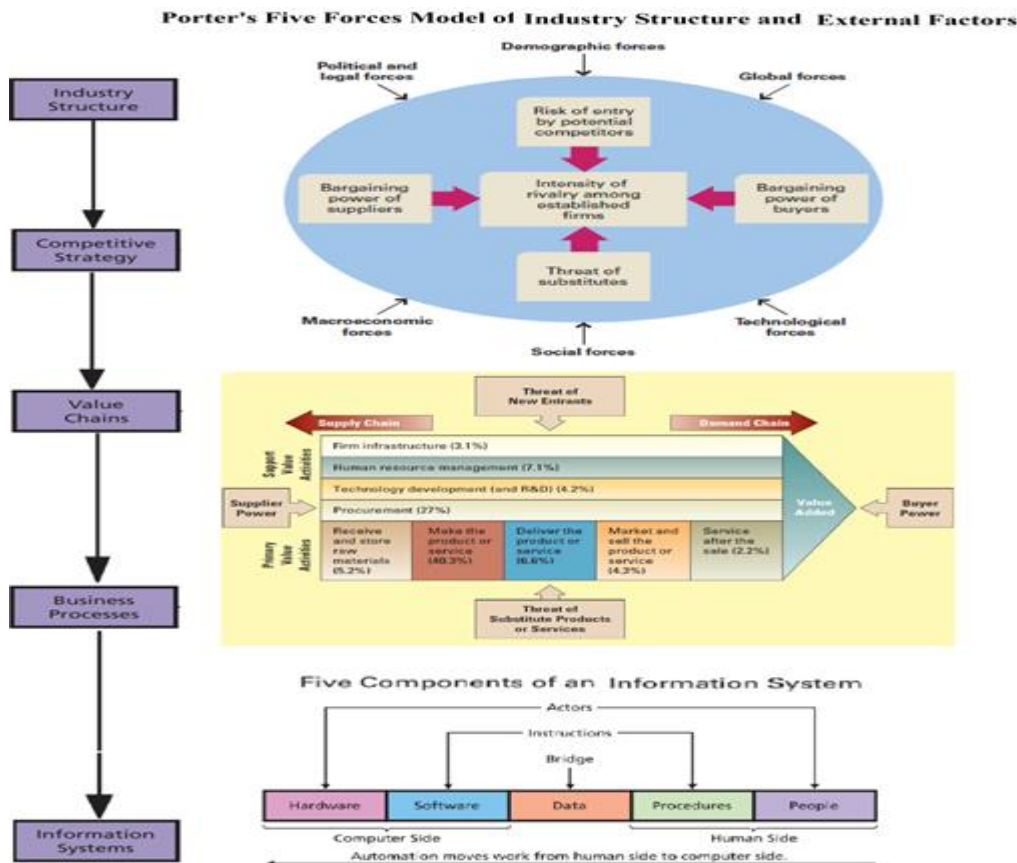 Porter's Five Forces Model of Industry Structure and External Factors
Industry
Structure
Competitive
Strategy
Value
Chains
Business
Processes
Information
Systems
Demographic forces
Political and
legal forces
Global forces
Risk of entry
by potential
competitors
Bargaining
power of
suppliers
Intensity of
rivalry among
established
firms
Bargaining
power of
buyers
Threat of
substitutes
Macroeconomic
forces
Technological
forces
Social forces
Threat of
New Entrants
Supply Chain
Demand Chain
Support Value Activities
Firm infrastructure (3.1%)
Human resource management (7.1%)
Technology development (and R&D) (4.2%)
Procurement (27%)
Supplier
Power
Value
Added
Buyer
Power
Primary Value Activities
Receive
and store
raw
materials
(5.2%)
Make the
product or
service
(40.3%)
Deliver the
product or
service
(6.6%)
Market and
sell the
product or
service
(4.3%)
Service
after the
sale (2.2%)
Threat of
Substitute Products
or Services
Five Components of an Information System
Actors
Instructions
Bridge
Hardware
Software
Data
Procedures
People
Computer Side
Human Side
Automation moves work from human side to computer side.